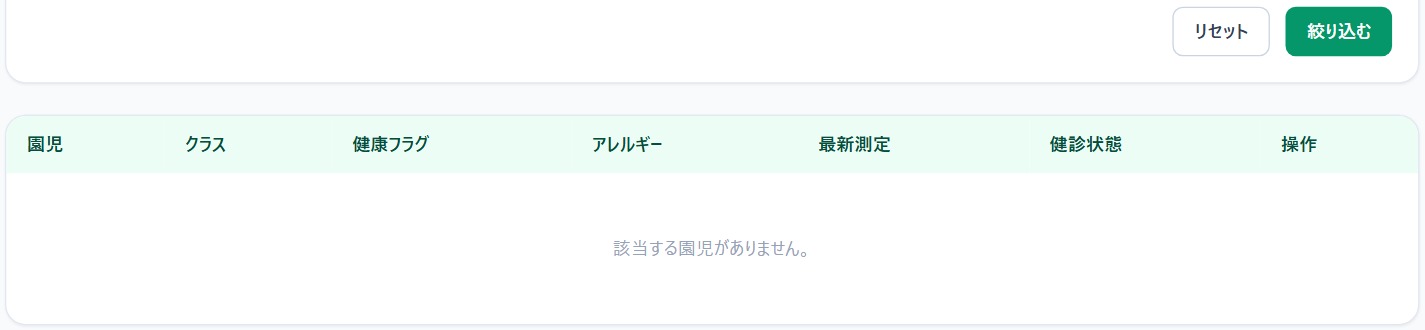 リセット 絞り込む
園児 クラス 健康フラグ アレルギー 最新測定 健診状態 操作
該当する園児がありません。